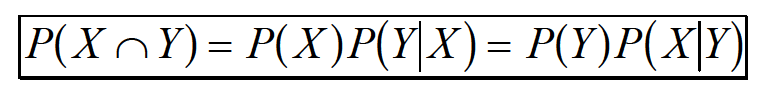 P(X ∩ Y) = P(X)P(Y|X) = P(Y)P(X|Y)